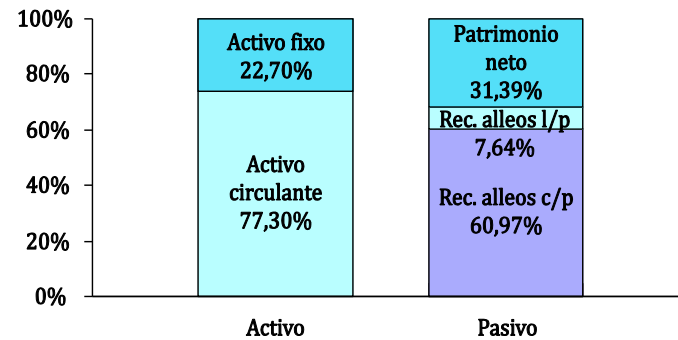 100%
80%
60%
40%
20%
0%
Activo fixo
22,70%
Activo
circulante
77,30%
Patrimonio
neto
31,39%
Rec. alleos l/p
7,64%
Rec. alleos c/p
60,97%
Activo
Pasivo